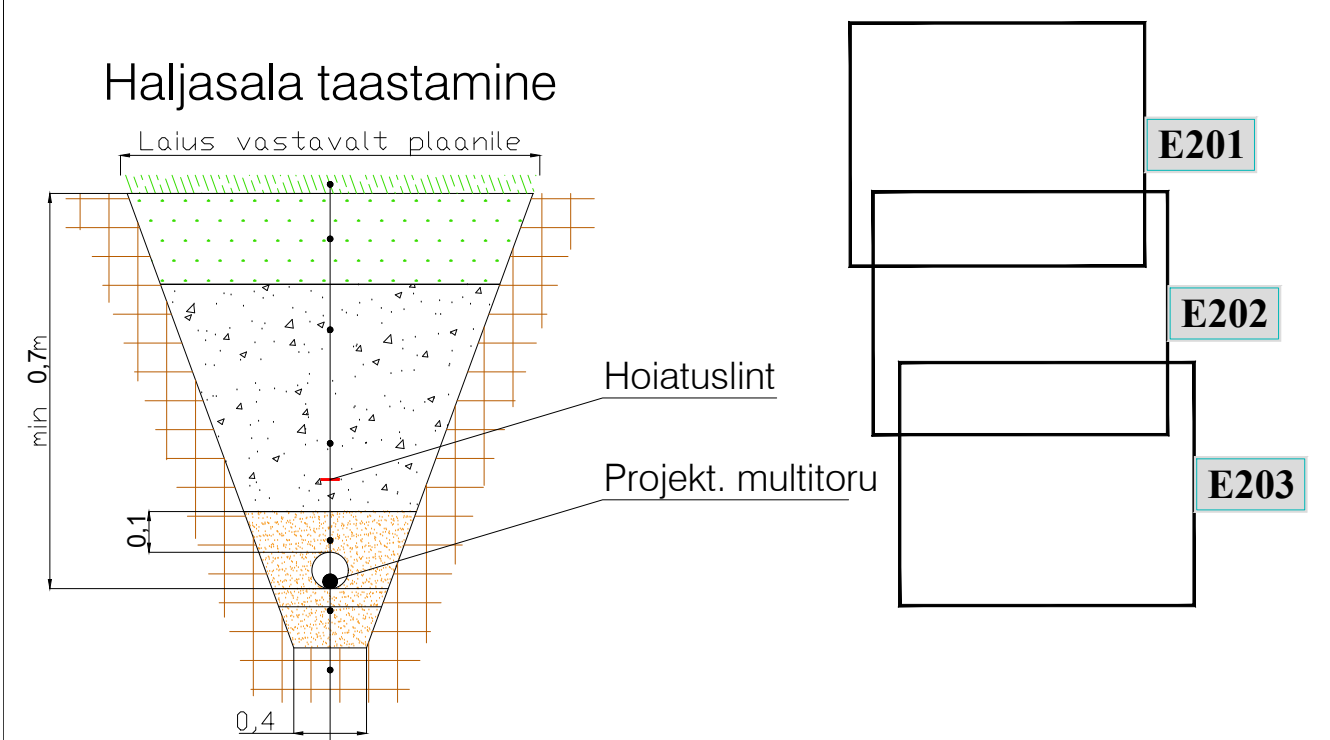 Haljasala taastamine
Laius vastavalt plaanile
min 0,7m
Hoiatuslint
Projekt. multitoru
0,1
0,4
E201
E202
E203